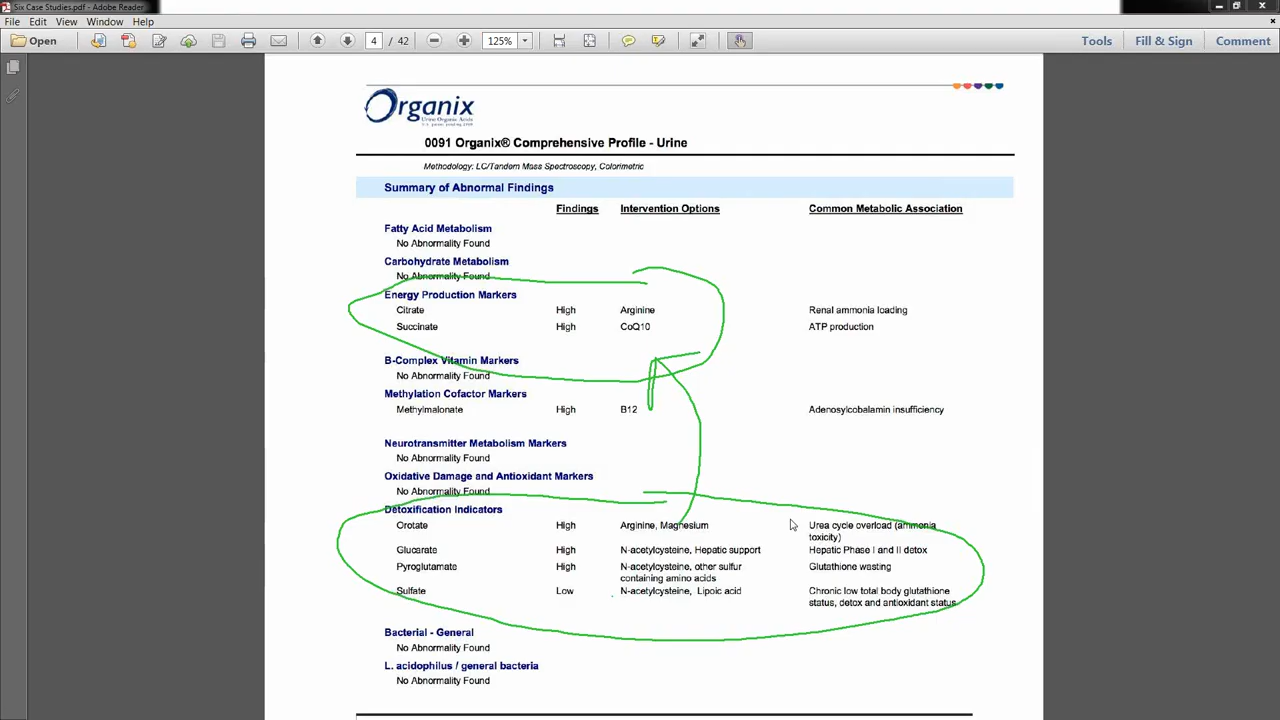 Six Case Studies.pdf - Adobe Reader
File Edit View Window Help
Open 4 / 42 125% Tools Fill & Sign Comment
Organix
Urine Organic Acids
0091 Organix® Comprehensive Profile - Urine
Methodology: LC/Tandem Mass Spectroscopy, Colorimetric
Summary of Abnormal Findings
Findings Intervention Options Common Metabolic Association
Fatty Acid Metabolism
No Abnormality Found
Carbohydrate Metabolism
No Abnormality Found
Energy Production Markers
Citrate High Arginine Renal ammonia loading
Succinate High CoQ10 ATP production
B-Complex Vitamin Markers
No Abnormality Found
Methylation Cofactor Markers
Methylmalonate High B12 Adenosylcobalamin insufficiency
Neurotransmitter Metabolism Markers
No Abnormality Found
Oxidative Damage and Antioxidant Markers
No Abnormality Found
Detoxification Indicators
Orotate High Arginine, Magnesium Urea cycle overload (ammonia
toxicity)
Glucarate High N-acetylcysteine, Hepatic support Hepatic Phase I and II detox
Pyroglutamate High N-acetylcysteine, other sulfur Glutathione wasting
containing amino acids
Sulfate Low N-acetylcysteine, Lipoic acid Chronic low total body glutathione
status, detox and antioxidant status
Bacterial - General
No Abnormality Found
L. acidophilus / general bacteria
No Abnormality Found